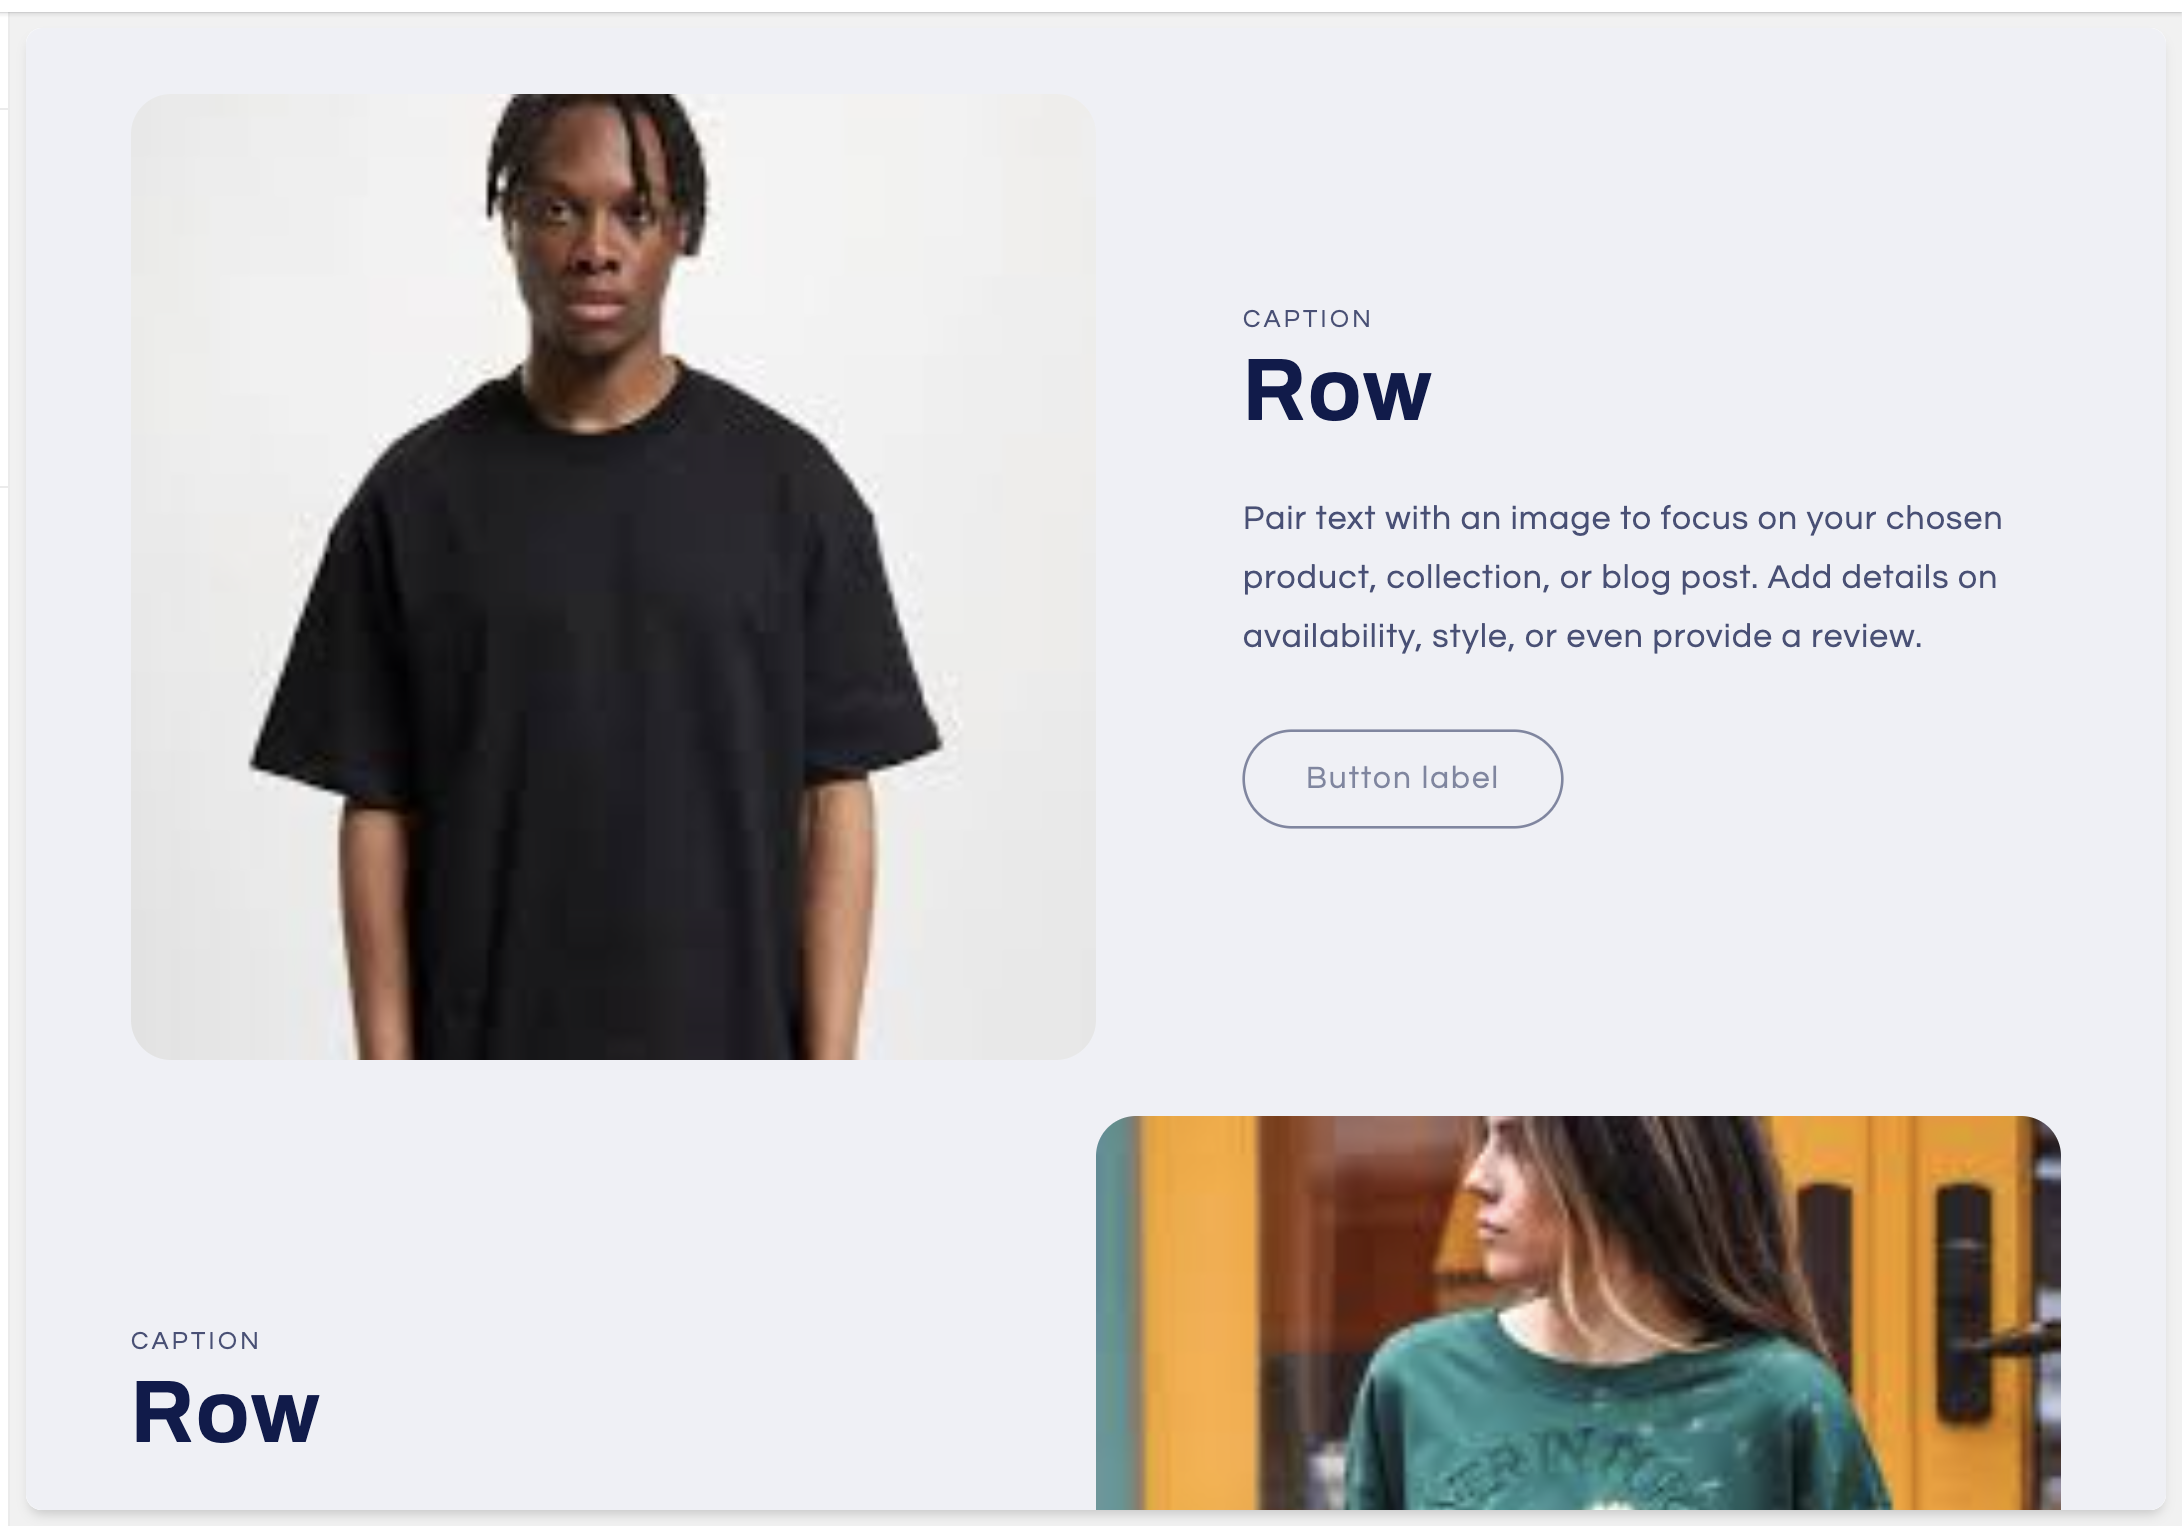 CAPTION
Row
Pair text with an image to focus on your chosen
product, collection, or blog post. Add details on
availability, style, or even provide a review.
Button label
CAPTION
Row